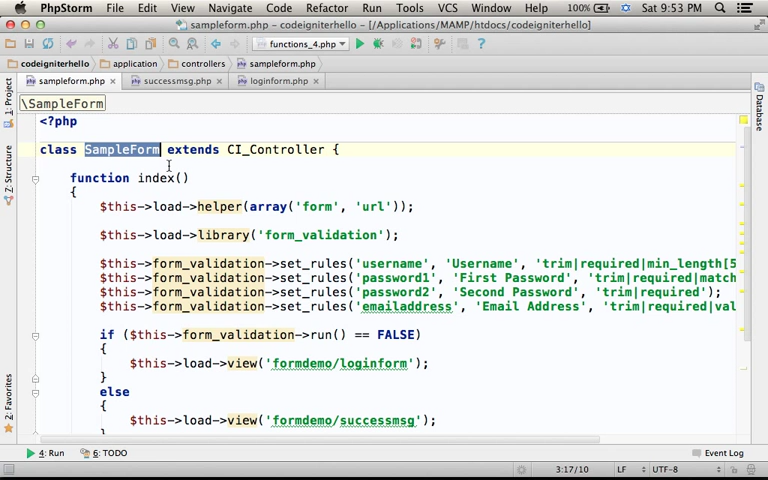 PhpStorm File Edit View Navigate Code Refactor Run Tools VCS Window Help 100% Sat 9:53 PM
sampleform.php - codeigniterhello - [/Applications/MAMP/htdocs/codeigniterhello]
functions_4.php
codeigniterhello application controllers sampleform.php
sampleform.php successmsg.php loginform.php
1: Project
Z: Structure
2: Favorites
Database
\SampleForm
<?php
class SampleForm extends CI_Controller {
function index()
{
$this->load->helper(array('form', 'url'));
$this->load->library('form_validation');
$this->form_validation->set_rules('username', 'Username', 'trim|required|min_length[5
$this->form_validation->set_rules('password1', 'First Password', 'trim|required|match
$this->form_validation->set_rules('password2', 'Second Password', 'trim|required');
$this->form_validation->set_rules('emailaddress', 'Email Address', 'trim|required|val
if ($this->form_validation->run() == FALSE)
{
$this->load->view('formdemo/loginform');
}
else
{
$this->load->view('formdemo/successmsg');
}
4: Run 6: TODO Event Log
3:17/10 LF UTF-8